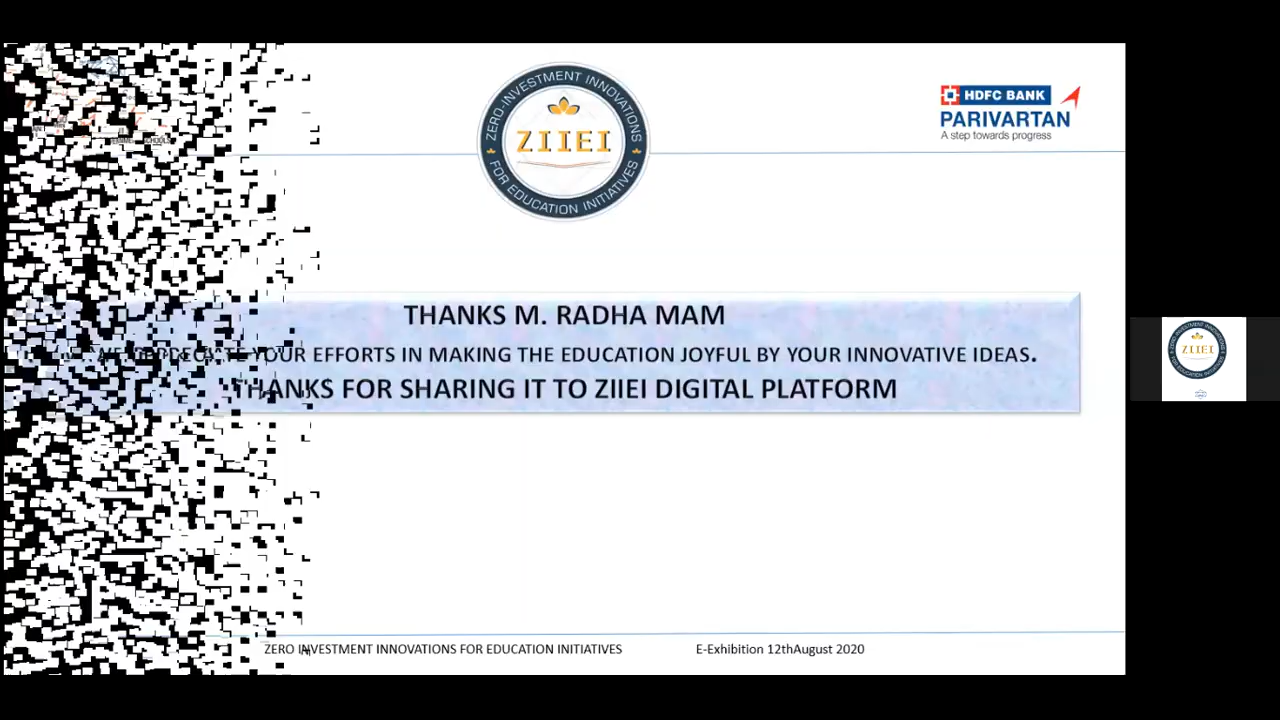 ZERO-INVESTMENT INNOVATIONS
ZIIEI
FOR EDUCATION INITIATIVES
HDFC BANK
PARIVARTAN
A step towards progress
THANKS M. RADHA MAM
YOUR EFFORTS IN MAKING THE EDUCATION JOYFUL BY YOUR INNOVATIVE IDEAS.
THANKS FOR SHARING IT TO ZIIEI DIGITAL PLATFORM
ZIIEI
ZERO INVESTMENT INNOVATIONS FOR EDUCATION INITIATIVES
E-Exhibition 12thAugust 2020